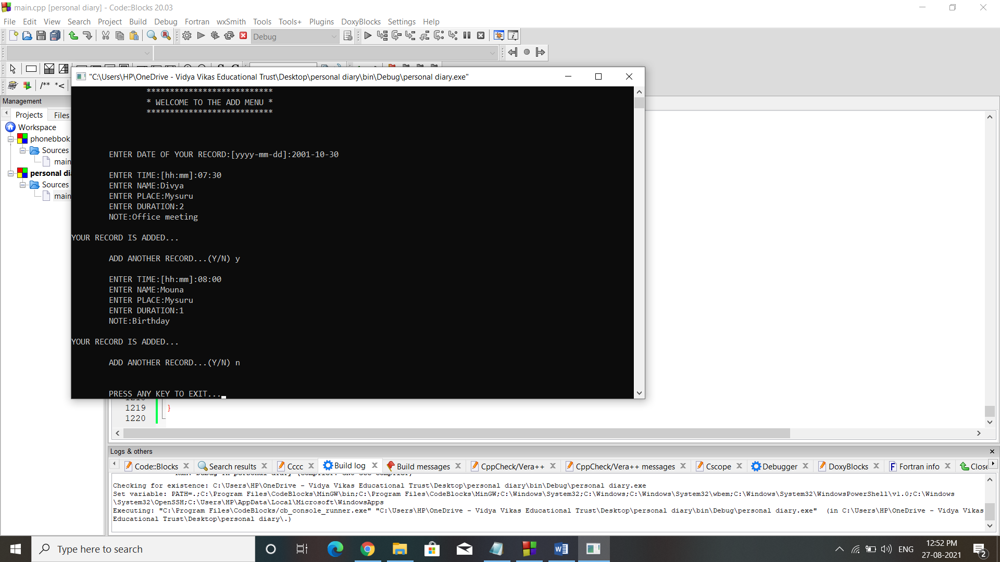 main.cpp [personal diary] - Code::Blocks 20.03
File Edit View Search Project Build Debug Fortran wxSmith Tools Tools+ Plugins DoxyBlocks Settings Help
Debug
/** *<
"C:\Users\HP\OneDrive - Vidya Vikas Educational Trust\Desktop\personal diary\bin\Debug\personal diary.exe"
Management
Projects Files
Workspace
phonebbok
Sources
main
personal
Sources
main
***************************
* WELCOME TO THE ADD MENU *
***************************
ENTER DATE OF YOUR RECORD:[yyyy-mm-dd]:2001-10-30
ENTER TIME:[hh:mm]:07:30
ENTER NAME:Divya
ENTER PLACE:Mysuru
ENTER DURATION:2
NOTE:Office meeting
YOUR RECORD IS ADDED...
ADD ANOTHER RECORD...(Y/N) y
ENTER TIME:[hh:mm]:08:00
ENTER NAME:Mouna
ENTER PLACE:Mysuru
ENTER DURATION:1
NOTE:Birthday
YOUR RECORD IS ADDED...
ADD ANOTHER RECORD...(Y/N) n
PRESS ANY KEY TO EXIT...
1219 }
1220
Logs & others
Code::Blocks Search results Cccc Build log Build messages CppCheck/Vera++ CppCheck/Vera++ messages Cscope Debugger DoxyBlocks Fortran info Close
Checking for existence: C:\Users\HP\OneDrive - Vidya Vikas Educational Trust\Desktop\personal diary\bin\Debug\personal diary.exe
Set variable: PATH=.;C:\Program Files\CodeBlocks\MinGW\bin;C:\Program Files\CodeBlocks\MinGW;C:\Windows\System32;C:\Windows;C:\Windows\System32\wbem;C:\Windows\System32\WindowsPowerShell\v1.0;C:\Windows
\System32\OpenSSH;C:\Users\HP\AppData\Local\Microsoft\WindowsApps
Executing: "C:\Program Files\CodeBlocks/cb_console_runner.exe" "C:\Users\HP\OneDrive - Vidya Vikas Educational Trust\Desktop\personal diary\bin\Debug\personal diary.exe" (in C:\Users\HP\OneDrive - Vidya Vikas
Educational Trust\Desktop\personal diary\.)
Type here to search
ENG
12:52 PM
27-08-2021
2